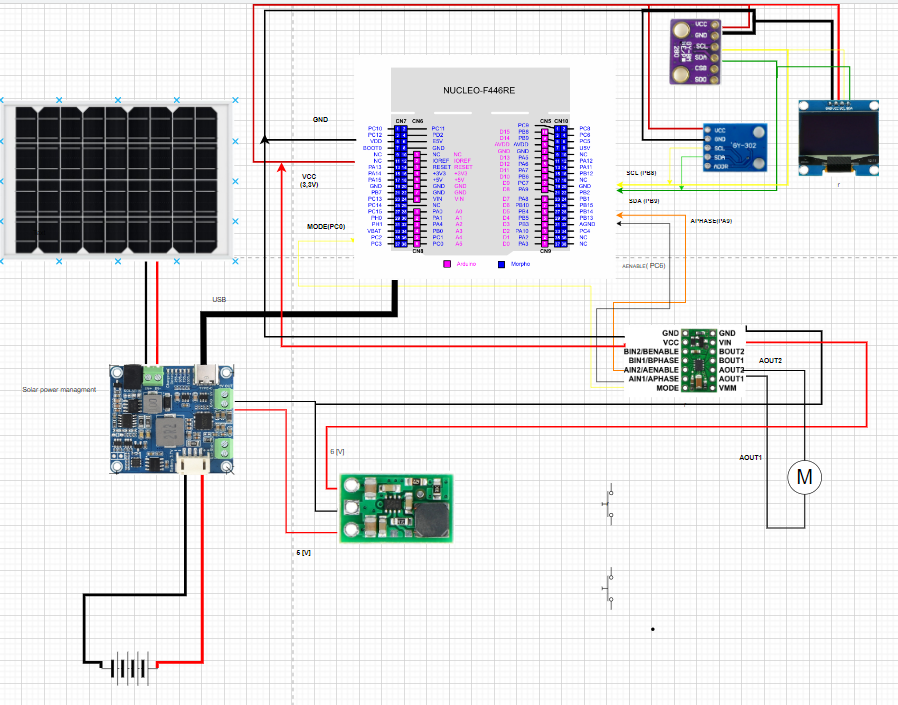 VCC
GND
SCL
SDA
CSB
SDO
NUCLEO-F446RE
GND
VCC
(3,3V)
MODE(PC0)
CN7 CN6
CN5 CN10
PC10
PC12
VDD
BOOT0
NC
NC
PA13
PA14
PA15
GND
PB7
PC13
PC14
PC15
PH0
PH1
VBAT
PC2
PC3
PC11
PD2
E5V
GND
NC
IOREF
RESET
+3V3
+5V
GND
GND
VIN
NC
PA0
PA1
PA4
PB0
PC1
PC0
NC
IOREF
RESET
+3V3
+5V
GND
GND
VIN
A0
A1
A2
A3
A4
A5
D15
D14
AVDD
GND
D13
D12
D11
D10
D9
D8
D7
D6
D5
D4
D3
D2
D1
D0
PC9
PB8
PB9
AVDD
GND
PA5
PA6
PA7
PB6
PC7
PA9
PA8
PB10
PB4
PB5
PB3
PA10
PA2
PA3
PC8
PC6
PC5
U5V
NC
PA12
PA11
PB12
NC
GND
PB2
PB1
PB15
PB14
PB13
AGND
PC4
NC
NC
CN8
CN9
Arduino
Morpho
VCC
GND
SCL
SDA
ADDR
GY-302
SCL (PB8)
SDA (PB9)
APHASE(PA9)
AENABLE( PC6)
USB
Solar power managment
GND
VCC
BIN2/BENABLE
BIN1/BPHASE
AIN2/AENABLE
AIN1/APHASE
MODE
GND
VIN
BOUT2
BOUT1
AOUT2
AOUT1
VMM
AOUT2
AOUT1
M
6 [V]
6 [V]